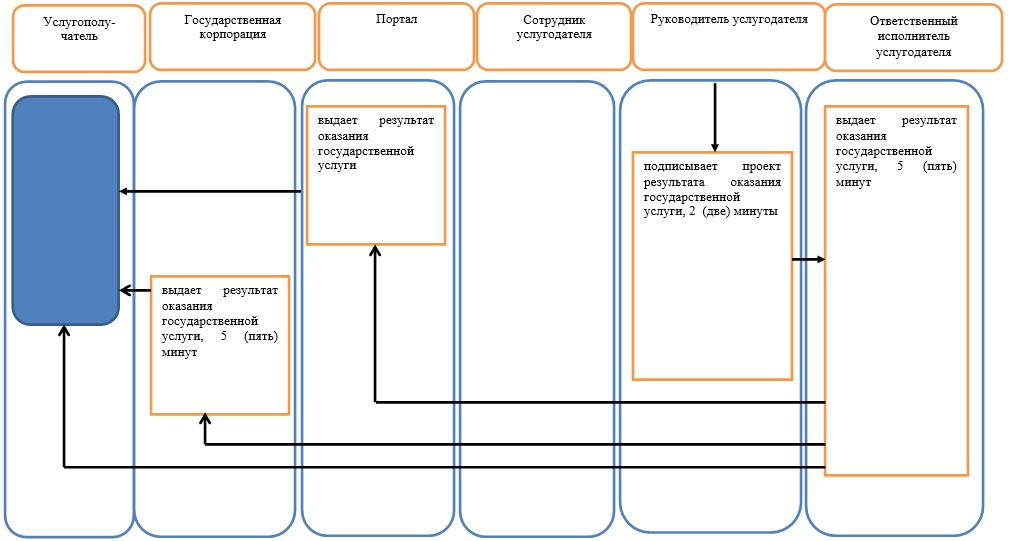 Услугополу-
чатель
Государственная
корпорация
Портал
Сотрудник
услугодателя
Руководитель услугодателя
Ответственный
исполнитель
услугодателя
выдает результат
оказания
государственной
услуги
выдает результат
оказания
государственной
услуги, 5 (пять)
минут
подписывает проект
результата оказания
государственной
услуги, 2 (две) минуты
выдает результат
оказания
государственной
услуги, 5 (пять)
минут